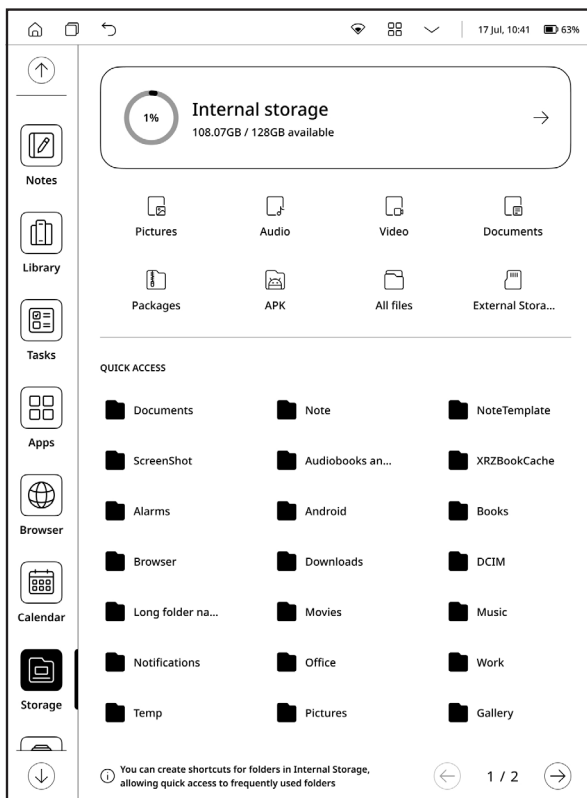 17 Jul, 10:41 63%
Notes
Library
Tasks
Apps
Browser
Calendar
Storage
1%
Internal storage
108.07GB / 128GB available
Pictures Audio Video Documents
Packages APK All files External Stora...
QUICK ACCESS
Documents Note NoteTemplate
ScreenShot Audiobooks an... XRZBookCache
Alarms Android Books
Browser Downloads DCIM
Long folder na... Movies Music
Notifications Office Work
Temp Pictures Gallery
You can create shortcuts for folders in Internal Storage,
allowing quick access to frequently used folders
1 / 2